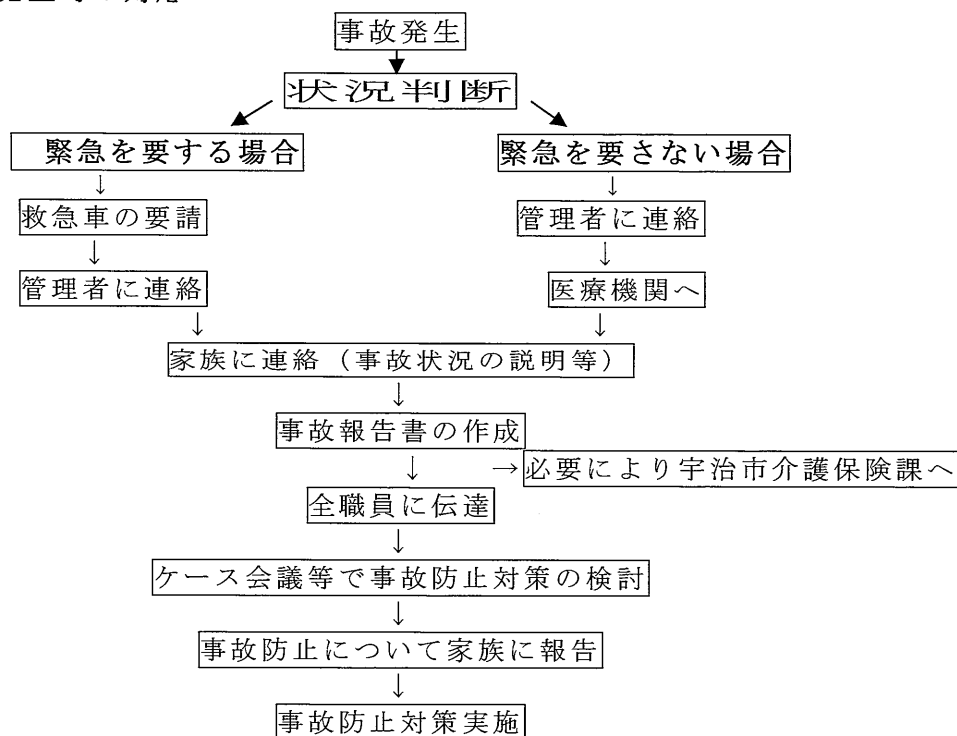 事故発生
状況判断
緊急を要する場合
緊急を要さない場合
救急車の要請
管理者に連絡
管理者に連絡
医療機関へ
家族に連絡(事故状況の説明等)
事故報告書の作成
→必要により宇治市介護保険課へ
全職員に伝達
ケース会議等で事故防止対策の検討
事故防止について家族に報告
事故防止対策実施